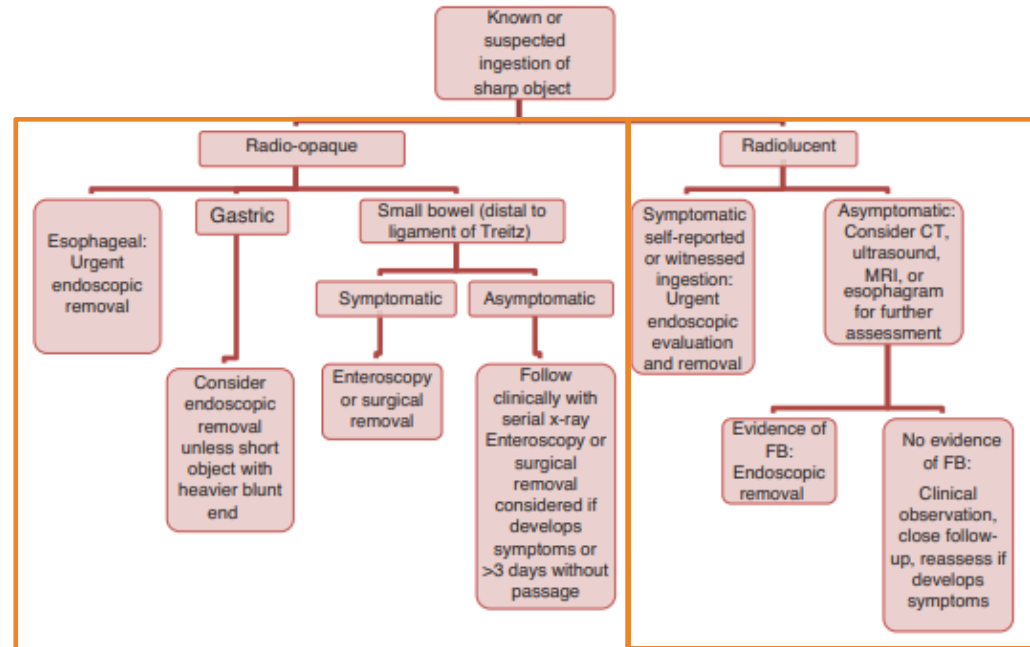 Known or
suspected
ingestion of
sharp object
Radio-opaque
Radiolucent
Esophageal:
Urgent
endoscopic
removal
Gastric
Small bowel (distal to
ligament of Treitz)
Symptomatic
self-reported
or witnessed
ingestion:
Urgent
endoscopic
evaluation
and removal
Asymptomatic:
Consider CT,
ultrasound,
MRI, or
esophagram
for further
assessment
Symptomatic
Asymptomatic
Consider
endoscopic
removal
unless short
object with
heavier blunt
end
Enteroscopy
or surgical
removal
Follow
clinically with
serial x-ray
Enteroscopy or
surgical
removal
considered if
develops
symptoms or
>3 days without
passage
Evidence of
FB:
Endoscopic
removal
No evidence
of FB:
Clinical
observation,
close follow-
up, reassess if
develops
symptoms